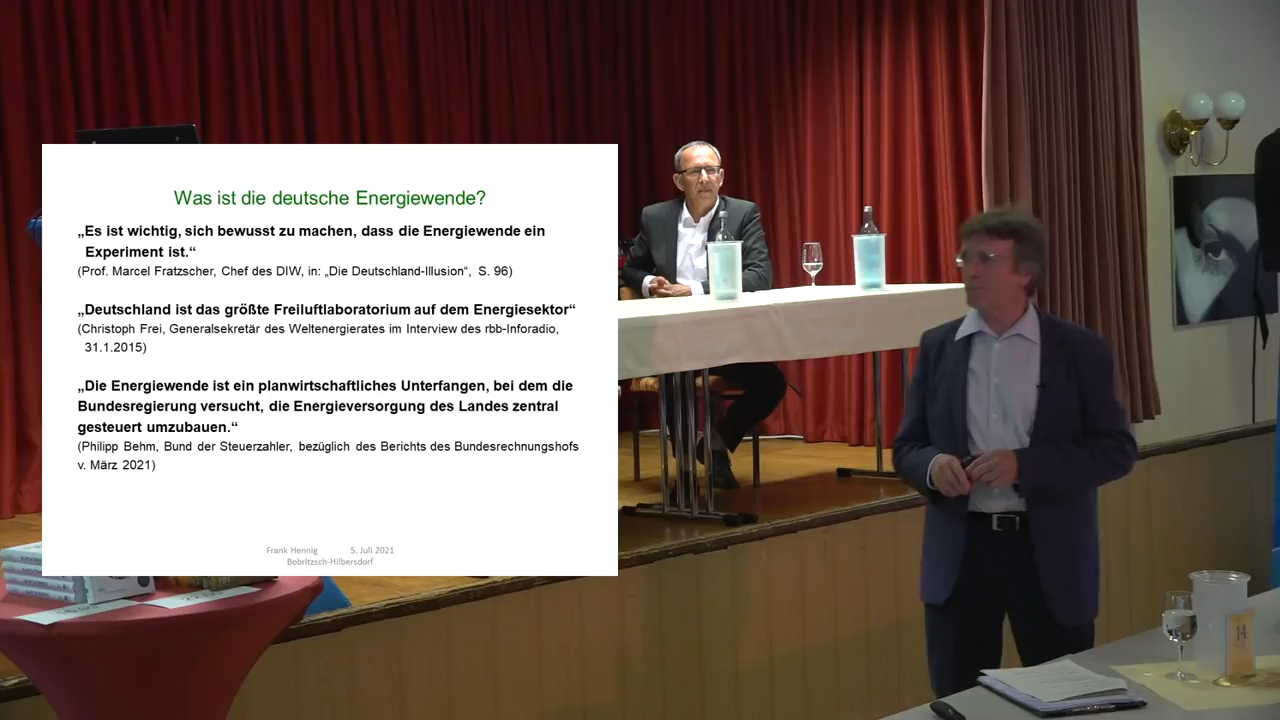 Was ist die deutsche Energiewende?
„Es ist wichtig, sich bewusst zu machen, dass die Energiewende ein
Experiment ist.“
(Prof. Marcel Fratzscher, Chef des DIW, in: „Die Deutschland-Illusion“, S. 96)
„Deutschland ist das größte Freiluftlaboratorium auf dem Energiesektor“
(Christoph Frei, Generalsekretär des Weltenergierates im Interview des rbb-Inforadio,
31.1.2015)
„Die Energiewende ist ein planwirtschaftliches Unterfangen, bei dem die
Bundesregierung versucht, die Energieversorgung des Landes zentral
gesteuert umzubauen.“
(Philipp Behm, Bund der Steuerzahler, bezüglich des Berichts des Bundesrechnungshofs
v. März 2021)
Frank Hennig 5. Juli 2021
Bobritzsch-Hilbersdorf
14